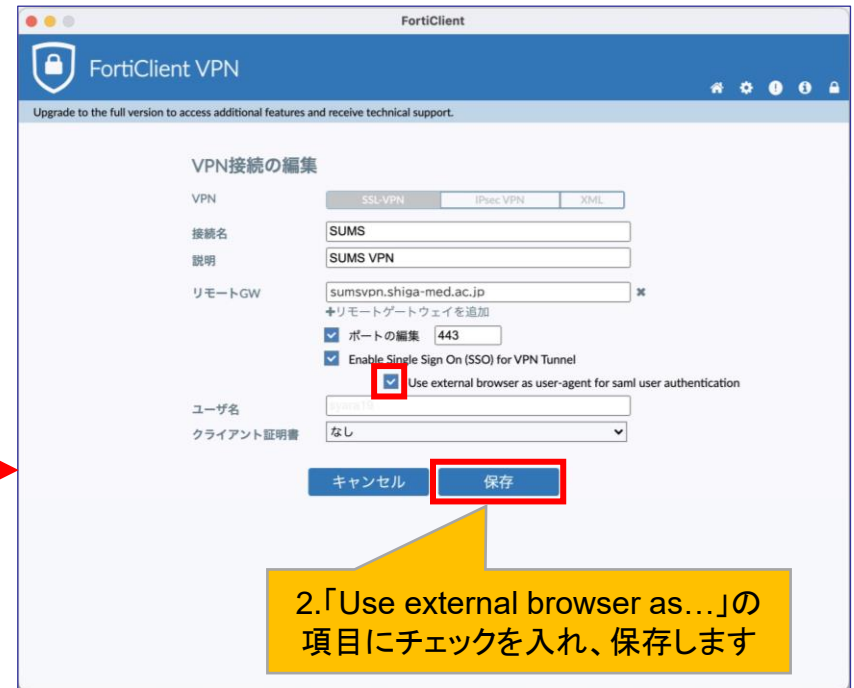 FortiClient
FortiClient VPN
Upgrade to the full version to access additional features and receive technical support.
VPN接続の編集
VPN SSL-VPN IPsec VPN XML
接続名 SUMS
説明 SUMS VPN
リモートGW sumsvpn.shiga-med.ac.jp ✖
✚リモートゲートウェイを追加
ポートの編集 443
Enable Single Sign On (SSO) for VPN Tunnel
Use external browser as user-agent for saml user authentication
ユーザ名
クライアント証明書 なし
キャンセル 保存
2.「Use external browser as…」の
項目にチェックを入れ、保存します